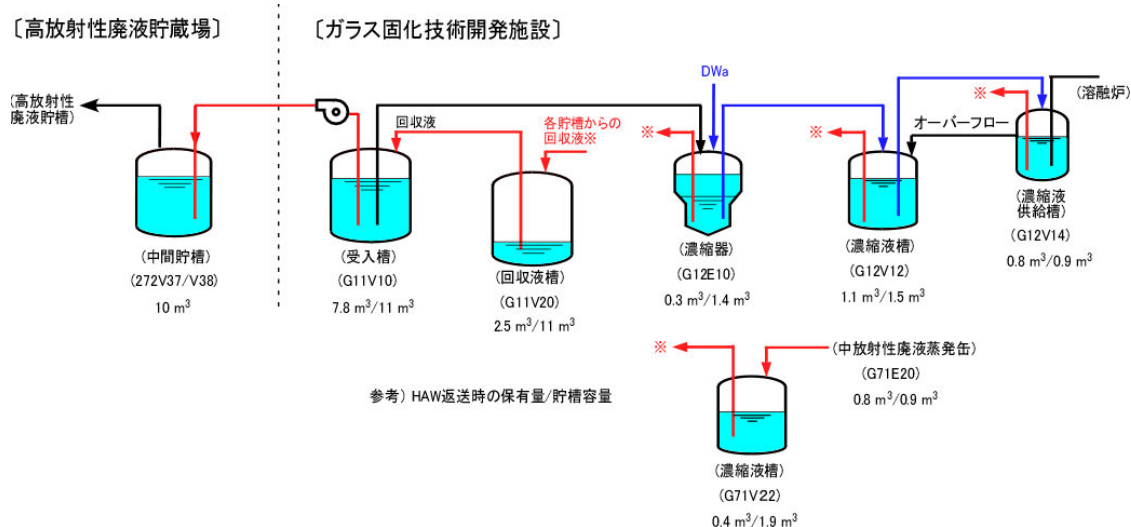 〔高放射性廃液貯蔵場〕
〔ガラス固化技術開発施設〕
DWa
(高放射性
廃液貯槽)
回収液
各貯槽からの
回収液※
※
※
※
(溶融炉)
オーバーフロー
(中間貯槽)
(272V37/V38)
10 m³
(受入槽)
(G11V10)
7.8 m³/11 m³
(回収液槽)
(G11V20)
2.5 m³/11 m³
(濃縮器)
(G12E10)
0.3 m³/1.4 m³
(濃縮液槽)
(G12V12)
1.1 m³/1.5 m³
(濃縮液
供給槽)
(G12V14)
0.8 m³/0.9 m³
※
(中放射性廃液蒸発缶)
(G71E20)
0.8 m³/0.9 m³
参考) HAW返送時の保有量/貯槽容量
(濃縮液槽)
(G71V22)
0.4 m³/1.9 m³